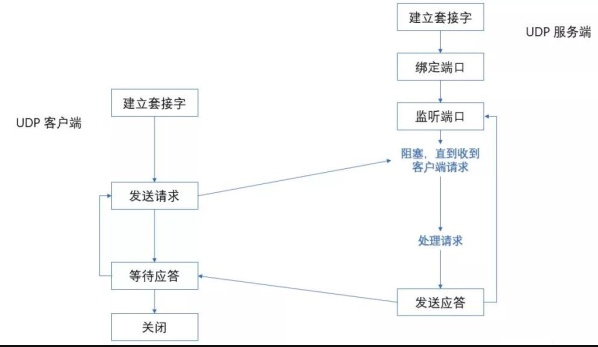 建立套接字
UDP 服务端
绑定端口
建立套接字
监听端口
UDP 客户端
阻塞，直到收到
客户端请求
发送请求
处理请求
等待应答
发送应答
关闭